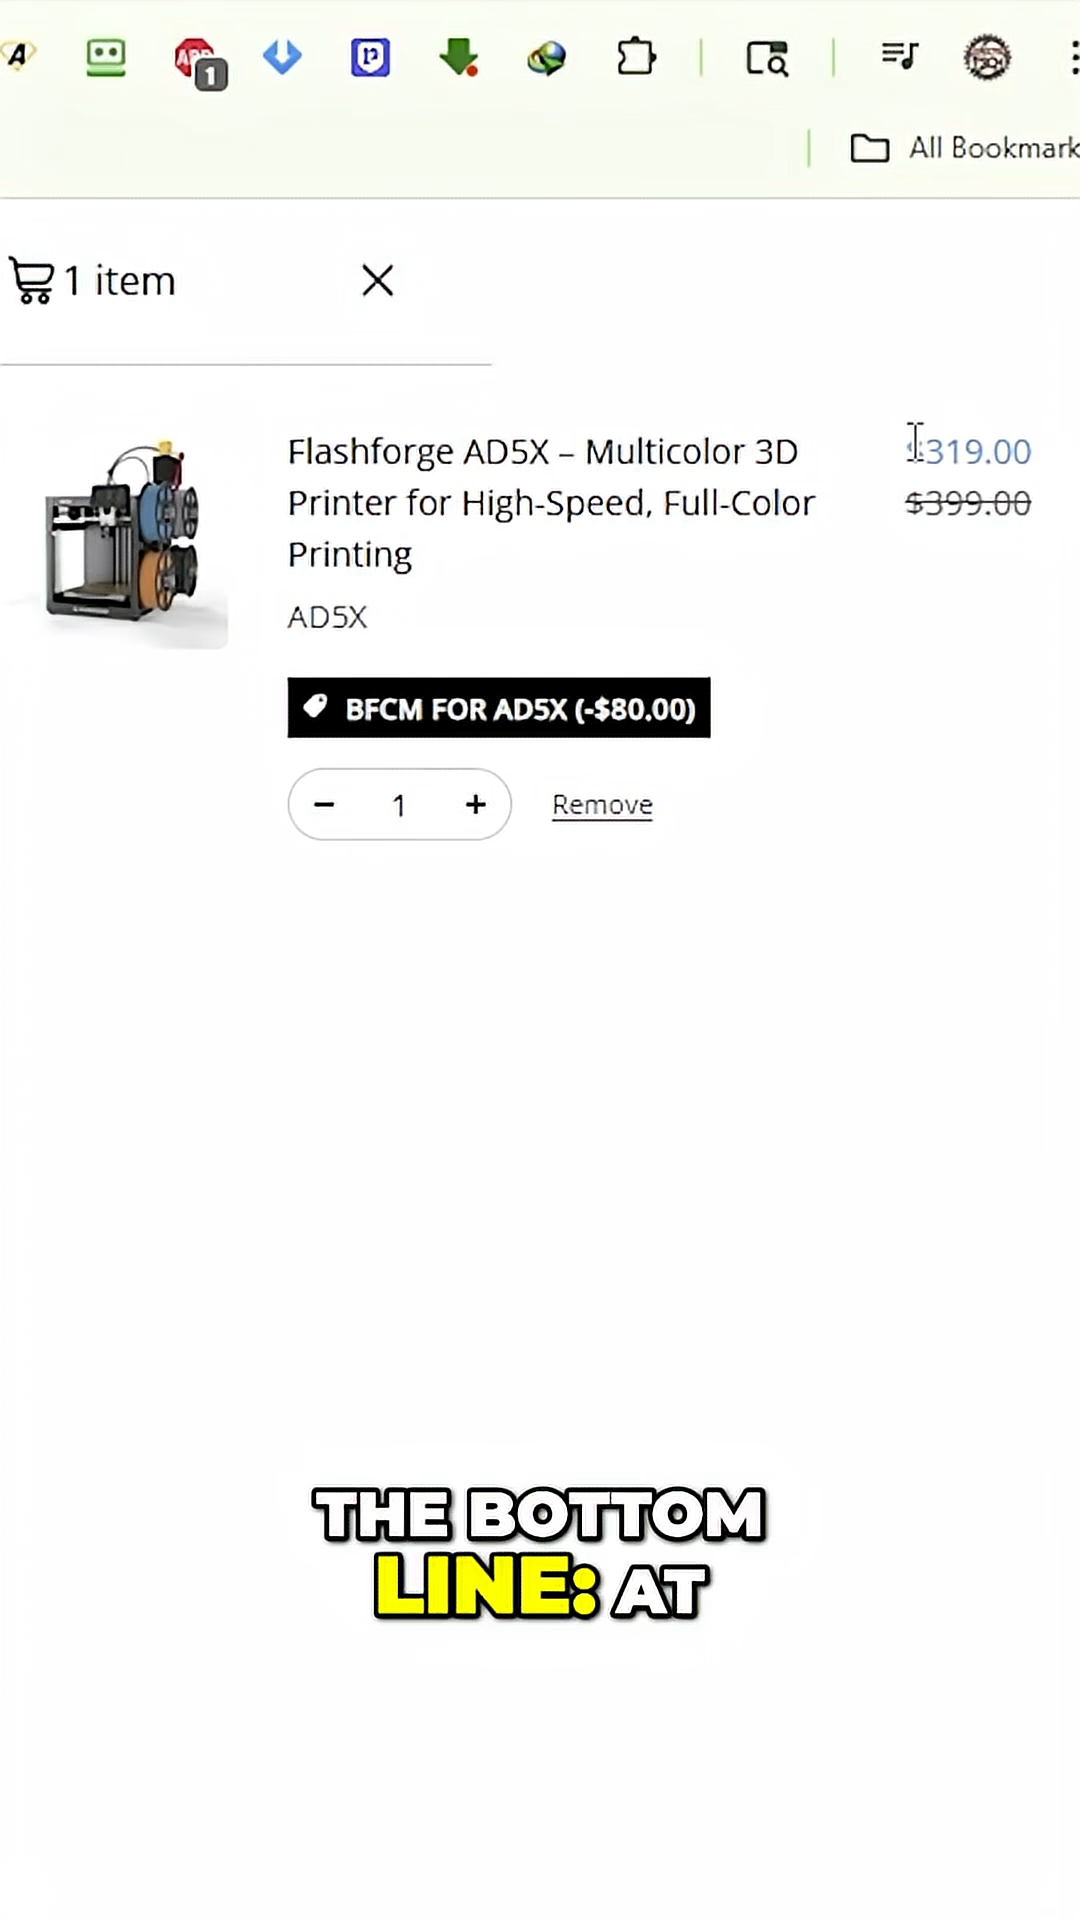 1
All Bookmark
1 item
Flashforge AD5X – Multicolor 3D
Printer for High-Speed, Full-Color
Printing
$319.00
$399.00
AD5X
BFCM FOR AD5X (-$80.00)
− 1 + Remove
THE BOTTOM
LINE: AT